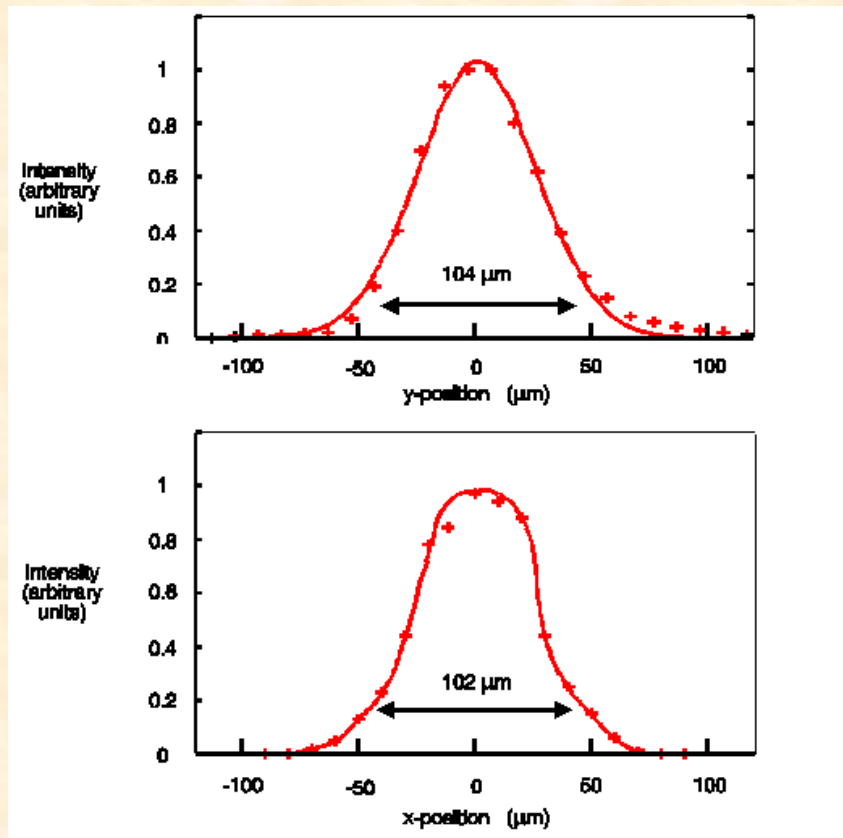 1
0.8
Intensity
(arbitrary
units)
0.6
0.4
0.2
104 µm
0
-100 -50 0 50 100
y-position (µm)
1
0.8
Intensity
(arbitrary
units)
0.6
0.4
0.2
102 µm
0
-100 -50 0 50 100
x-position (µm)